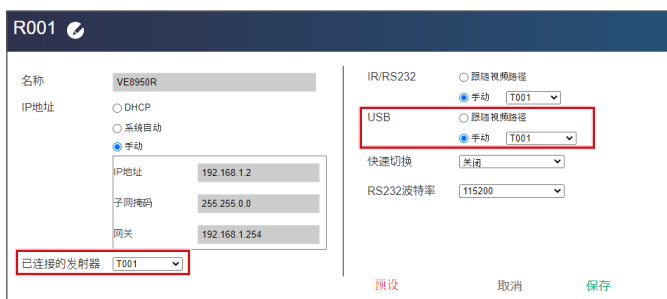 R001
名称
VE8950R
IP地址
DHCP
系统自动
手动
IP地址
192.168.1.2
子网掩码
255.255.0.0
网关
192.168.1.254
已连接的发射器
T001
IR/RS232
跟随视频路径
手动
T001
USB
跟随视频路径
手动
T001
快速切换
关闭
RS232波特率
115200
预设
取消
保存